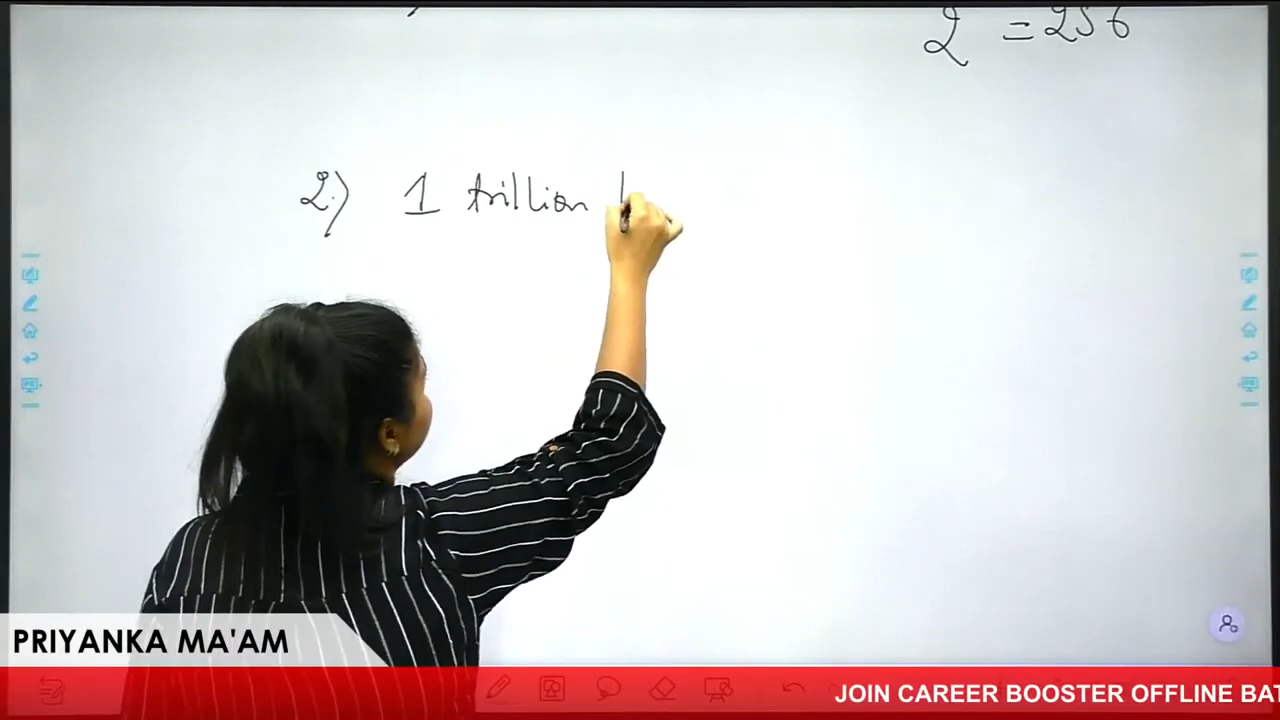 2 = 256
2.) 1 trillion
PRIYANKA MA'AM
JOIN CAREER BOOSTER OFFLINE BAT